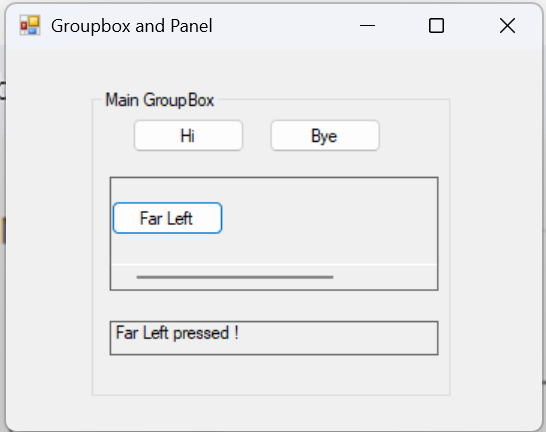 Groupbox and Panel
Main GroupBox
Hi Bye
Far Left
Far Left pressed !